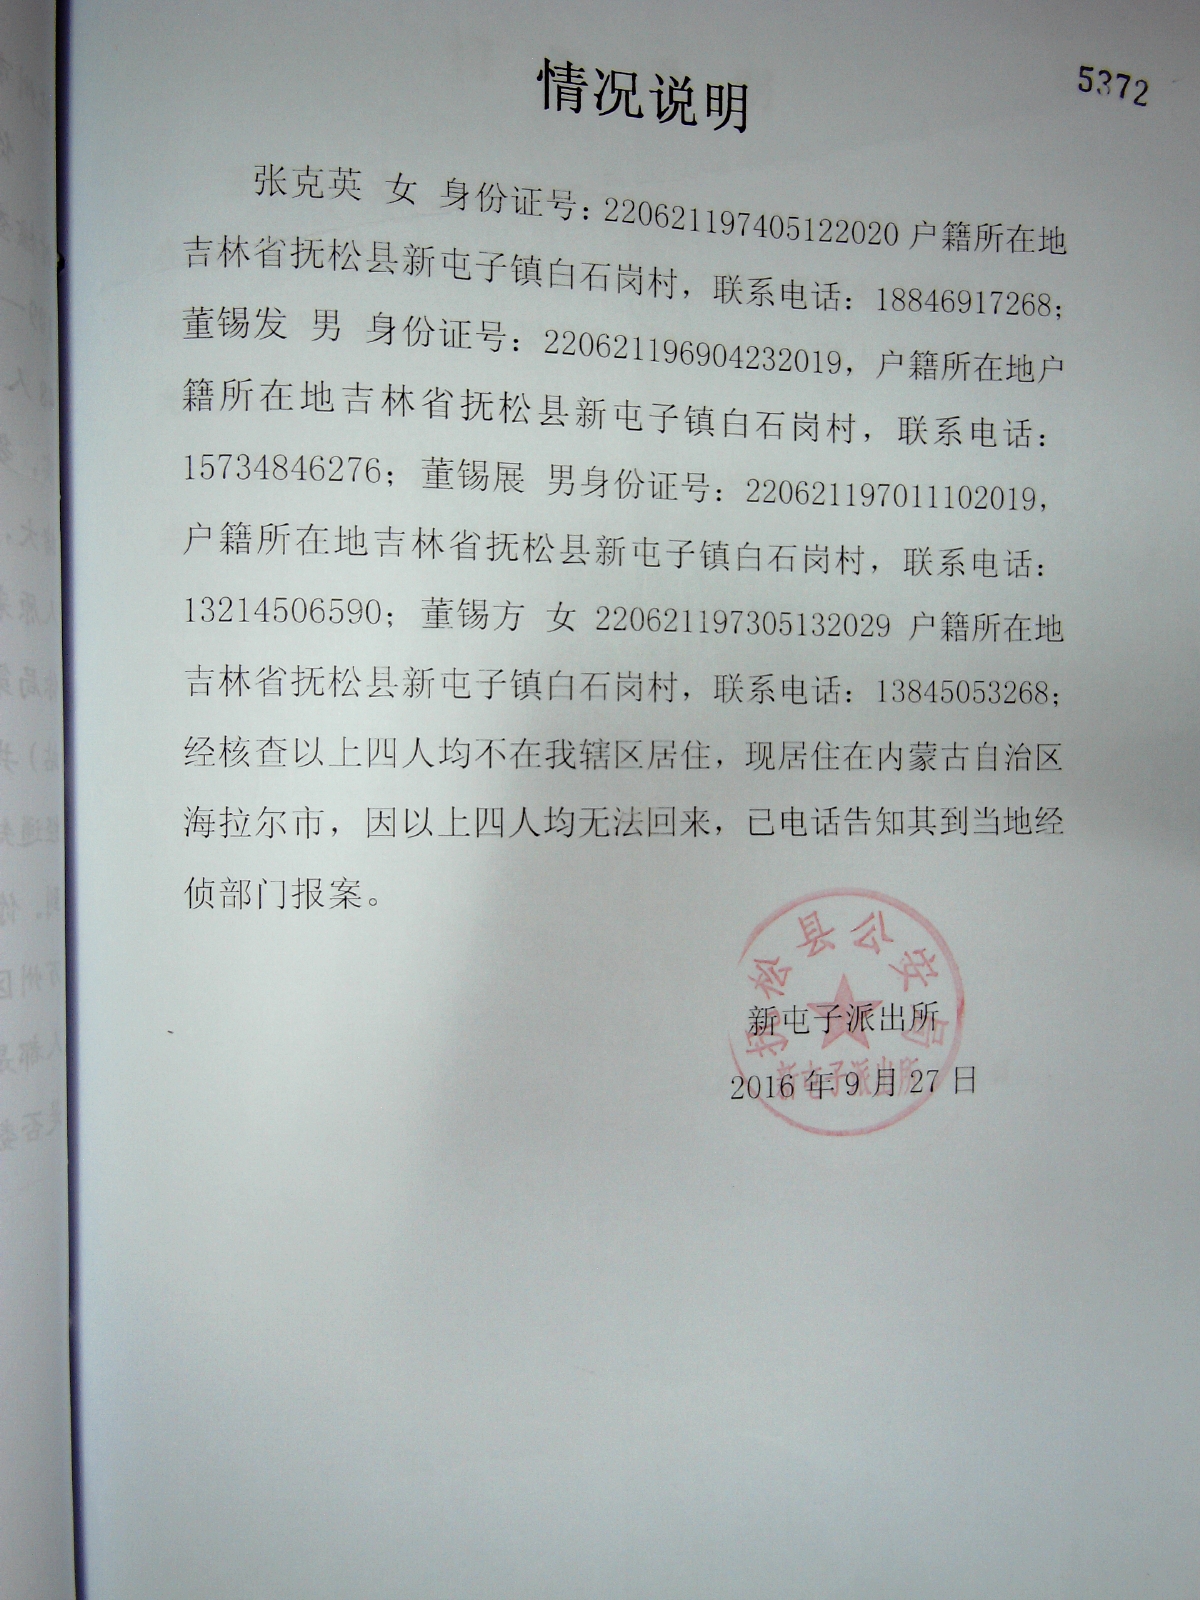 5372
情况说明
张克英 女 身份证号：220621197405122020 户籍所在地
吉林省抚松县新屯子镇白石岗村，联系电话：18846917268；
董锡发 男 身份证号：220621196904232019，户籍所在地户
籍所在地吉林省抚松县新屯子镇白石岗村，联系电话：
15734846276；董锡展 男身份证号：220621197011102019，
户籍所在地吉林省抚松县新屯子镇白石岗村，联系电话：
13214506590；董锡方 女 220621197305132029 户籍所在地
吉林省抚松县新屯子镇白石岗村，联系电话：13845053268；
经核查以上四人均不在我辖区居住，现居住在内蒙古自治区
海拉尔市，因以上四人均无法回来，已电话告知其到当地经
侦部门报案。
抚松县公安局
新屯子派出所
新屯子派出所
2016 年 9 月 27 日